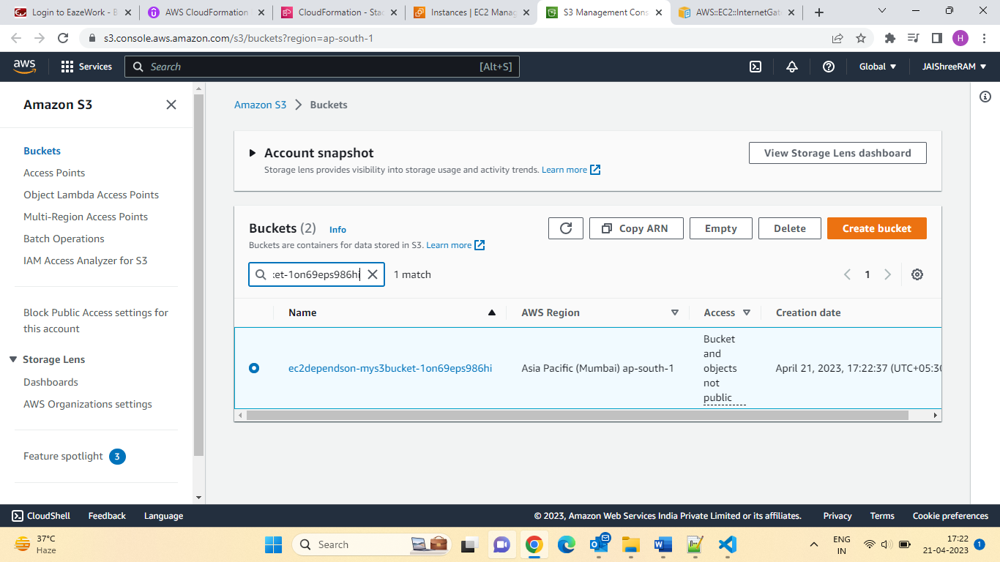 Login to EazeWork - B
AWS CloudFormation
CloudFormation - Stac
Instances | EC2 Manag
S3 Management Cons
AWS::EC2::InternetGat
s3.console.aws.amazon.com/s3/buckets?region=ap-south-1
H
aws
Services
Search
[Alt+S]
Global
JAIShreeRAM
Amazon S3
Buckets
Access Points
Object Lambda Access Points
Multi-Region Access Points
Batch Operations
IAM Access Analyzer for S3
Block Public Access settings for
this account
Storage Lens
Dashboards
AWS Organizations settings
Feature spotlight 3
Amazon S3 > Buckets
Account snapshot
Storage lens provides visibility into storage usage and activity trends. Learn more
View Storage Lens dashboard
Buckets (2) Info
Buckets are containers for data stored in S3. Learn more
Copy ARN
Empty
Delete
Create bucket
ket-1on69eps986hi
1 match
1
Name
AWS Region
Access
Creation date
ec2dependson-mys3bucket-1on69eps986hi
Asia Pacific (Mumbai) ap-south-1
Bucket
and
objects
not
public
April 21, 2023, 17:22:37 (UTC+05:30
CloudShell
Feedback
Language
© 2023, Amazon Web Services India Private Limited or its affiliates.
Privacy
Terms
Cookie preferences
37°C
Haze
Search
ENG
IN
17:22
21-04-2023
1